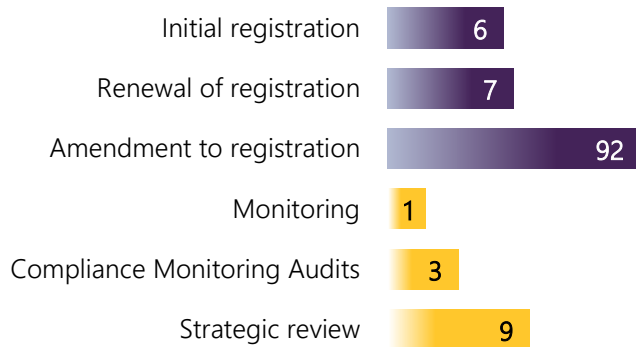 Initial registration 6
Renewal of registration 7
Amendment to registration 92
Monitoring 1
Compliance Monitoring Audits 3
Strategic review 9